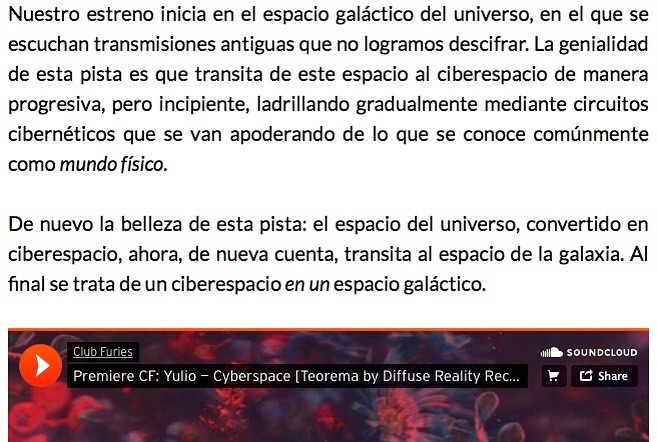 Nuestro estreno inicia en el espacio galáctico del universo, en el que se
escuchan transmisiones antiguas que no logramos descifrar. La genialidad
de esta pista es que transita de este espacio al ciberespacio de manera
progresiva, pero incipiente, ladrillando gradualmente mediante circuitos
cibernéticos que se van apoderando de lo que se conoce comúnmente
como mundo físico.
De nuevo la belleza de esta pista: el espacio del universo, convertido en
ciberespacio, ahora, de nueva cuenta, transita al espacio de la galaxia. Al
final se trata de un ciberespacio en un espacio galáctico.
Club Furies
SOUNDCLOUD
Premiere CF: Yulio – Cyberspace [Teorema by Diffuse Reality Rec...
Share